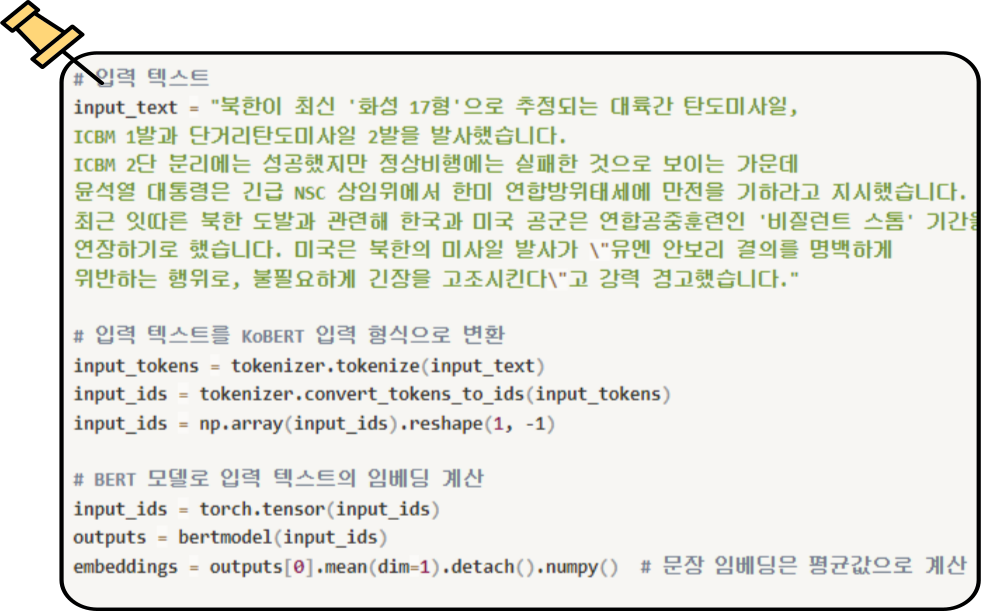 # 입력 텍스트
input_text = "북한이 최신 '화성 17형'으로 추정되는 대륙간 탄도미사일,
ICBM 1발과 단거리탄도미사일 2발을 발사했습니다.
ICBM 2단 분리에는 성공했지만 정상비행에는 실패한 것으로 보이는 가운데
윤석열 대통령은 긴급 NSC 상임위에서 한미 연합방위태세에 만전을 기하라고 지시했습니다.
최근 잇따른 북한 도발과 관련해 한국과 미국 공군은 연합공중훈련인 '비질런트 스톰' 기간을
연장하기로 했습니다. 미국은 북한의 미사일 발사가 \"유엔 안보리 결의를 명백하게
위반하는 행위로, 불필요하게 긴장을 고조시킨다\"고 강력 경고했습니다."
# 입력 텍스트를 KoBERT 입력 형식으로 변환
input_tokens = tokenizer.tokenize(input_text)
input_ids = tokenizer.convert_tokens_to_ids(input_tokens)
input_ids = np.array(input_ids).reshape(1, -1)
# BERT 모델로 입력 텍스트의 임베딩 계산
input_ids = torch.tensor(input_ids)
outputs = bertmodel(input_ids)
embeddings = outputs[0].mean(dim=1).detach().numpy()  # 문장 임베딩은 평균값으로 계산